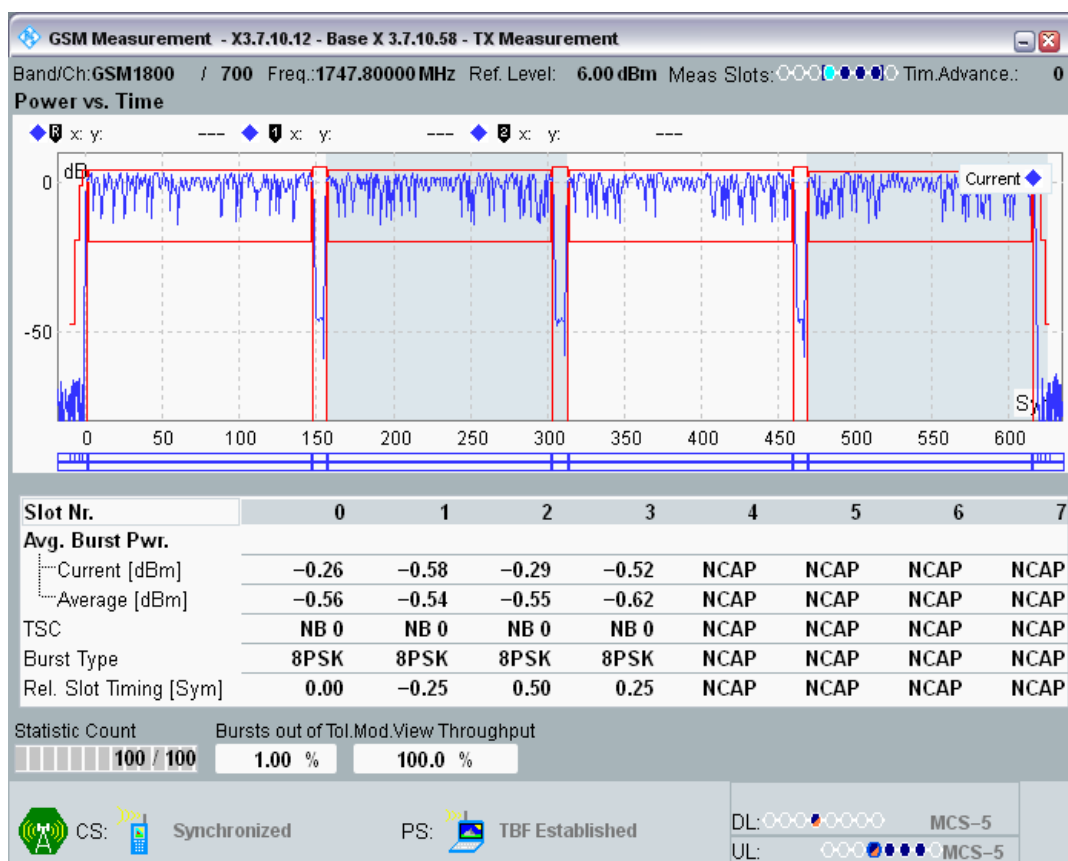 GSM Measurement - X3.7.10.12 - Base X 3.7.10.58 - TX Measurement
Band/Ch:GSM1800 / 700 Freq.:1747.80000 MHz Ref. Level: 6.00 dBm Meas Slots: Tim.Advance.: 0
Power vs. Time
R x: y: --- 1 x: y: --- 2 x: y: ---
dB
0
Current
-50
0 50 100 150 200 250 300 350 400 450 500 550 600
Slot Nr. 0 1 2 3 4 5 6 7
Avg. Burst Pwr.
Current [dBm] −0.26 −0.58 −0.29 −0.52 NCAP NCAP NCAP NCAP
Average [dBm] −0.56 −0.54 −0.55 −0.62 NCAP NCAP NCAP NCAP
TSC NB 0 NB 0 NB 0 NB 0 NCAP NCAP NCAP NCAP
Burst Type 8PSK 8PSK 8PSK 8PSK NCAP NCAP NCAP NCAP
Rel. Slot Timing [Sym] 0.00 −0.25 0.50 0.25 NCAP NCAP NCAP NCAP
Statistic Count Bursts out of Tol. Mod.View Throughput
100 / 100 1.00 % 100.0 %
CS: Synchronized PS: TBF Established
DL: MCS−5
UL: MCS−5